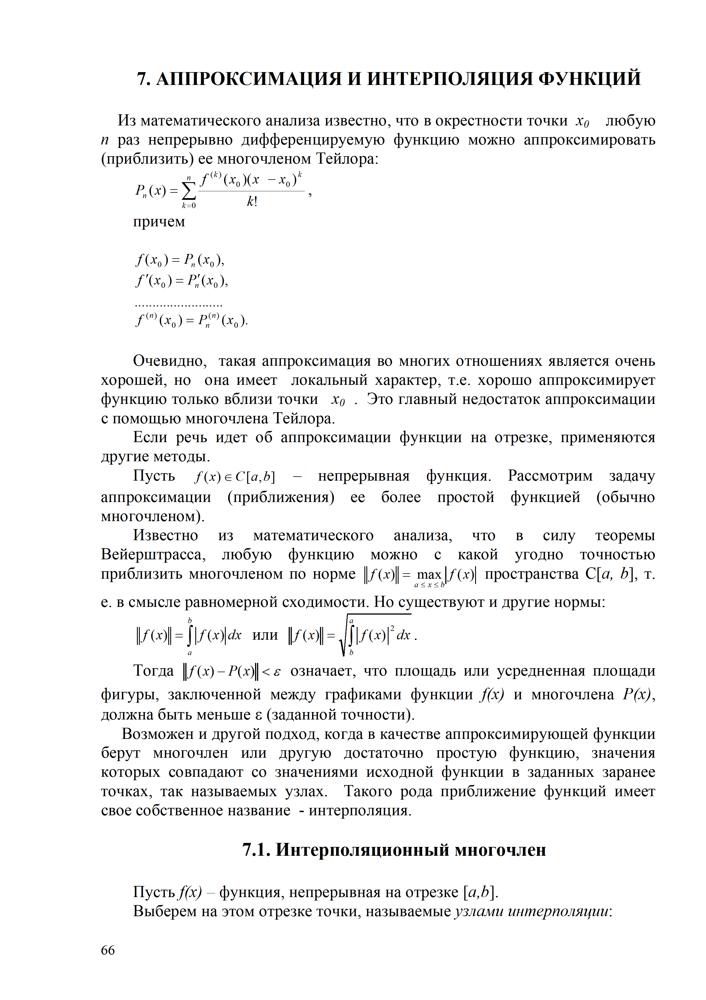 7. АППРОКСИМАЦИЯ И ИНТЕРПОЛЯЦИЯ ФУНКЦИЙ
Из математического анализа известно, что в окрестности точки x₀ любую
n раз непрерывно дифференцируемую функцию можно аппроксимировать
(приблизить) ее многочленом Тейлора:
$P_n(x) = \sum_{k=0}^{n} \frac{f^{(k)}(x_0)(x - x_0)^k}{k!}$ ,
причем
$f(x_0) = P_n(x_0),$
$f'(x_0) = P'_n(x_0),$
.........................
$f^{(n)}(x_0) = P_n^{(n)}(x_0).$
Очевидно, такая аппроксимация во многих отношениях является очень
хорошей, но она имеет локальный характер, т.е. хорошо аппроксимирует
функцию только вблизи точки x₀ . Это главный недостаток аппроксимации
с помощью многочлена Тейлора.
Если речь идет об аппроксимации функции на отрезке, применяются
другие методы.
Пусть $f(x) \in C[a,b]$ – непрерывная функция. Рассмотрим задачу
аппроксимации (приближения) ее более простой функцией (обычно
многочленом).
Известно из математического анализа, что в силу теоремы
Вейерштрасса, любую функцию можно с какой угодно точностью
приблизить многочленом по норме $\|f(x)\| = \max_{a \le x \le b} |f(x)|$ пространства C[a, b], т.
е. в смысле равномерной сходимости. Но существуют и другие нормы:
$\|f(x)\| = \int_a^b |f(x)| dx$ или $\|f(x)\| = \sqrt{\int_b^a |f(x)|^2 dx}$ .
Тогда $\|f(x) - P(x)\| < \varepsilon$ означает, что площадь или усредненная площади
фигуры, заключенной между графиками функции f(x) и многочлена P(x),
должна быть меньше ε (заданной точности).
Возможен и другой подход, когда в качестве аппроксимирующей функции
берут многочлен или другую достаточно простую функцию, значения
которых совпадают со значениями исходной функции в заданных заранее
точках, так называемых узлах. Такого рода приближение функций имеет
свое собственное название - интерполяция.
7.1. Интерполяционный многочлен
Пусть f(x) – функция, непрерывная на отрезке [a,b].
Выберем на этом отрезке точки, называемые узлами интерполяции:
66